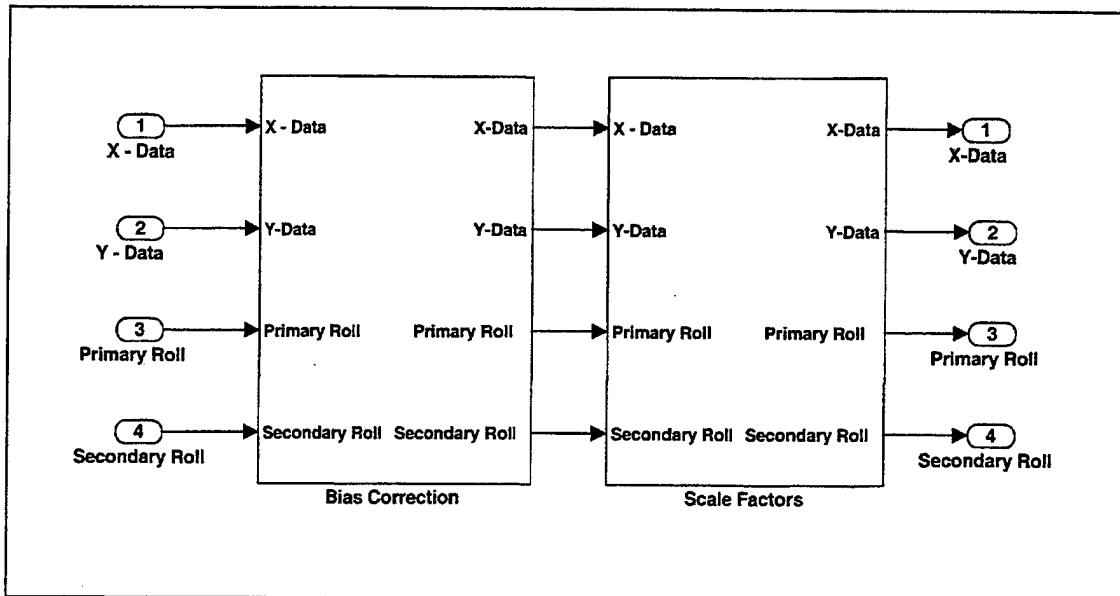 1
X - Data
2
Y - Data
3
Primary Roll
4
Secondary Roll
X - Data
Y-Data
Primary Roll
Secondary Roll
X-Data
Y-Data
Primary Roll
Secondary Roll
Bias Correction
X - Data
Y-Data
Primary Roll
Secondary Roll
X-Data
Y-Data
Primary Roll
Secondary Roll
Scale Factors
1
X-Data
2
Y-Data
3
Primary Roll
4
Secondary Roll